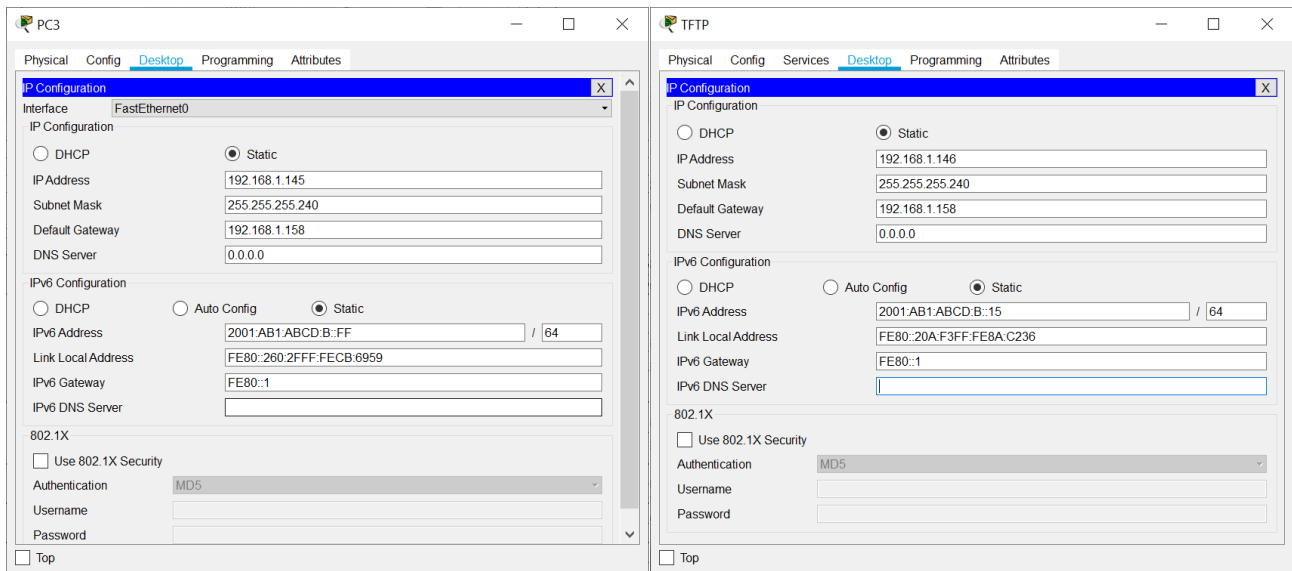 PC3
Physical Config Desktop Programming Attributes
IP Configuration X
Interface FastEthernet0
IP Configuration
DHCP Static
IP Address 192.168.1.145
Subnet Mask 255.255.255.240
Default Gateway 192.168.1.158
DNS Server 0.0.0.0
IPv6 Configuration
DHCP Auto Config Static
IPv6 Address 2001:AB1:ABCD:B::FF / 64
Link Local Address FE80::260:2FFF:FECB:6959
IPv6 Gateway FE80::1
IPv6 DNS Server
802.1X
Use 802.1X Security
Authentication MD5
Username
Password
Top
TFTP
Physical Config Services Desktop Programming Attributes
IP Configuration X
IP Configuration
DHCP Static
IP Address 192.168.1.146
Subnet Mask 255.255.255.240
Default Gateway 192.168.1.158
DNS Server 0.0.0.0
IPv6 Configuration
DHCP Auto Config Static
IPv6 Address 2001:AB1:ABCD:B::15 / 64
Link Local Address FE80::20A:F3FF:FE8A:C236
IPv6 Gateway FE80::1
IPv6 DNS Server
802.1X
Use 802.1X Security
Authentication MD5
Username
Password
Top